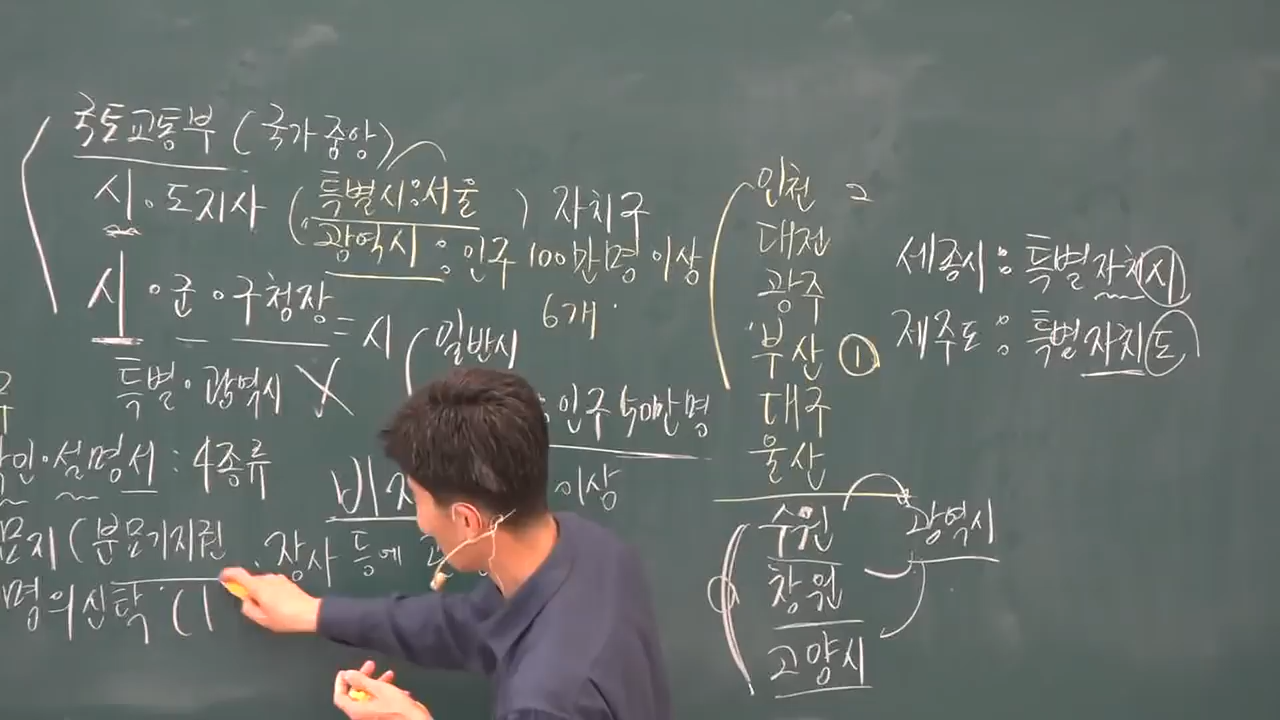 국토교통부 (국가중앙)
시·도지사 (특별시:서울) 자치구
광역시 : 인구 100만명 이상
6개
시·군·구청장 = 시 (일반시
특별·광역시 X
인구 50만명
이상
인·설명서 : 4종류
묘지 (분묘기지권, 장사 등에
명의신탁 (1
인천 2
대전
광주
부산 ①
대구
울산
수원
창원
고양시
광역시
세종시 : 특별자치시
제주도 : 특별자치도